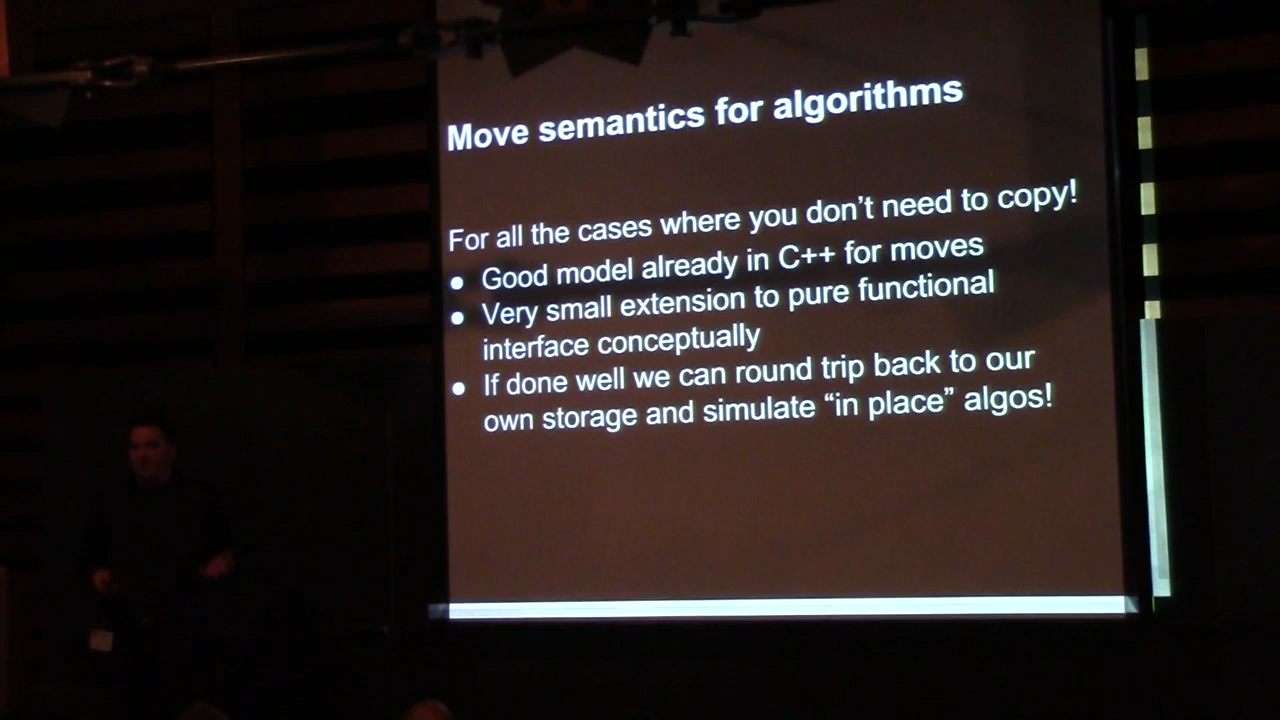 Move semantics for algorithms
For all the cases where you don’t need to copy!
● Good model already in C++ for moves
● Very small extension to pure functional
interface conceptually
● If done well we can round trip back to our
own storage and simulate “in place” algos!